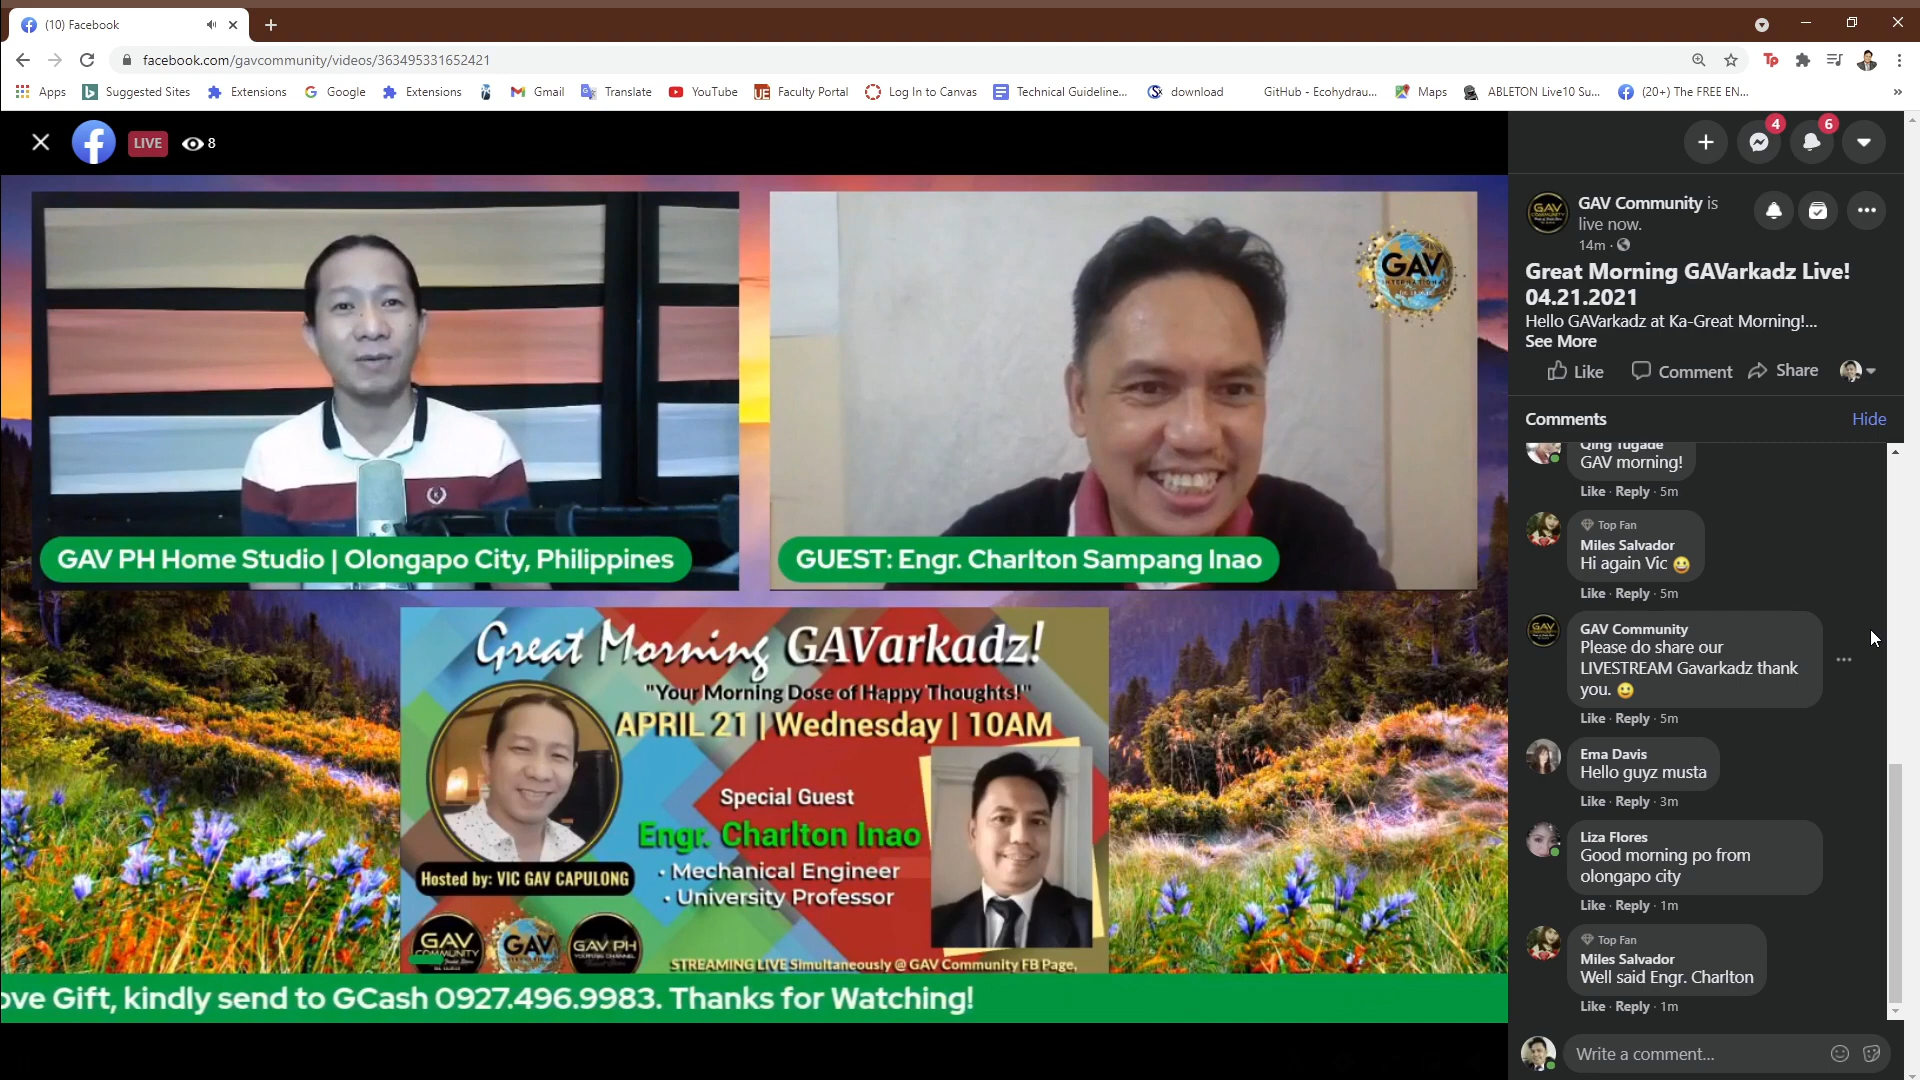 (10) Facebook
facebook.com/gavcommunity/videos/363495331652421
Apps
Suggested Sites
Extensions
Google
Extensions
Gmail
Translate
YouTube
Faculty Portal
Log In to Canvas
Technical Guideline...
download
GitHub - Ecohydrau...
Maps
ABLETON Live10 Su...
(20+) The FREE EN...
LIVE
8
4
6
GAV
INTERNATIONAL
GAV PH Home Studio | Olongapo City, Philippines
GUEST: Engr. Charlton Sampang Inao
Great Morning GAVarkadz!
"Your Morning Dose of Happy Thoughts!"
APRIL 21 | Wednesday | 10AM
Special Guest
Engr. Charlton Inao
• Mechanical Engineer
• University Professor
Hosted by: VIC GAV CAPULONG
GAV
COMMUNITY
GAV
GAV PH
YOUTUBE CHANNEL
STREAMING LIVE Simultaneously @ GAV Community FB Page,
ove Gift, kindly send to GCash 0927.496.9983. Thanks for Watching!
GAV Community is
live now.
14m
Great Morning GAVarkadz Live!
04.21.2021
Hello GAVarkadz at Ka-Great Morning!...
See More
Like
Comment
Share
Comments
Hide
Qing Tugade
GAV morning!
Like · Reply · 5m
Top Fan
Miles Salvador
Hi again Vic 😀
Like · Reply · 5m
GAV Community
Please do share our
LIVESTREAM Gavarkadz thank
you. 😀
Like · Reply · 5m
Ema Davis
Hello guyz musta
Like · Reply · 3m
Liza Flores
Good morning po from
olongapo city
Like · Reply · 1m
Top Fan
Miles Salvador
Well said Engr. Charlton
Like · Reply · 1m
Write a comment...